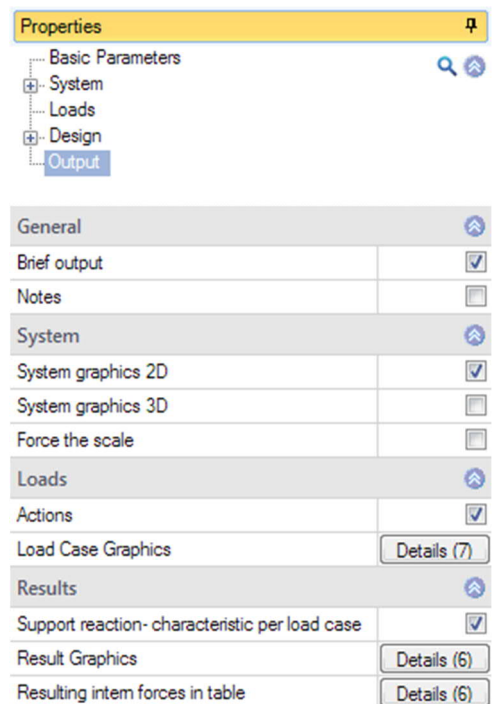 Properties
Basic Parameters
System
Loads
Design
Output
General
Brief output
Notes
System
System graphics 2D
System graphics 3D
Force the scale
Loads
Actions
Load Case Graphics Details (7)
Results
Support reaction- characteristic per load case
Result Graphics Details (6)
Resulting intern forces in table Details (6)